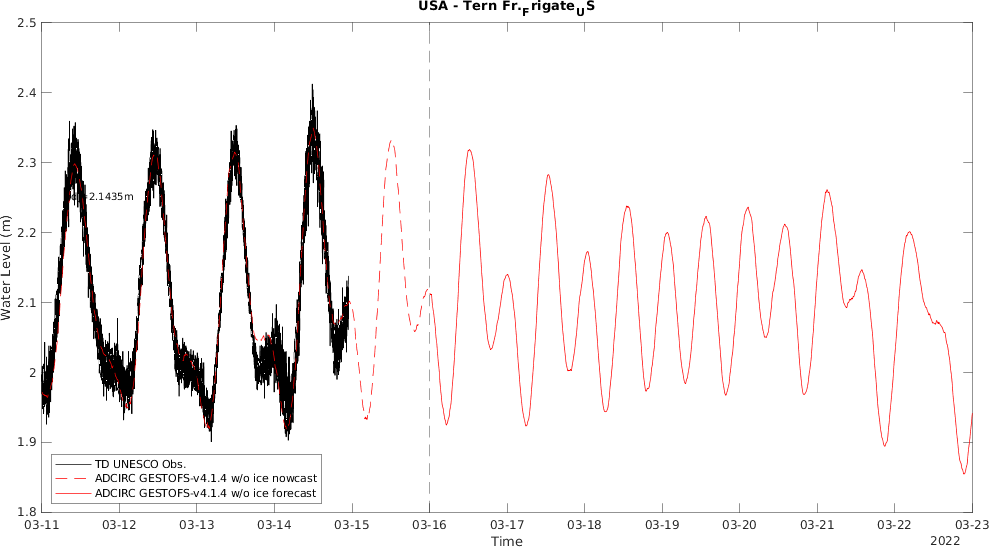 USA - Tern Fr.FrigateUS
2.5
2.4
2.3
2.2
2.1
2
1.9
1.8
Water Level (m)
=2.1435m
TD UNESCO Obs.
ADCIRC GESTOFS-v4.1.4 w/o ice nowcast
ADCIRC GESTOFS-v4.1.4 w/o ice forecast
03-11 03-12 03-13 03-14 03-15 03-16 03-17 03-18 03-19 03-20 03-21 03-22 03-23
Time
2022